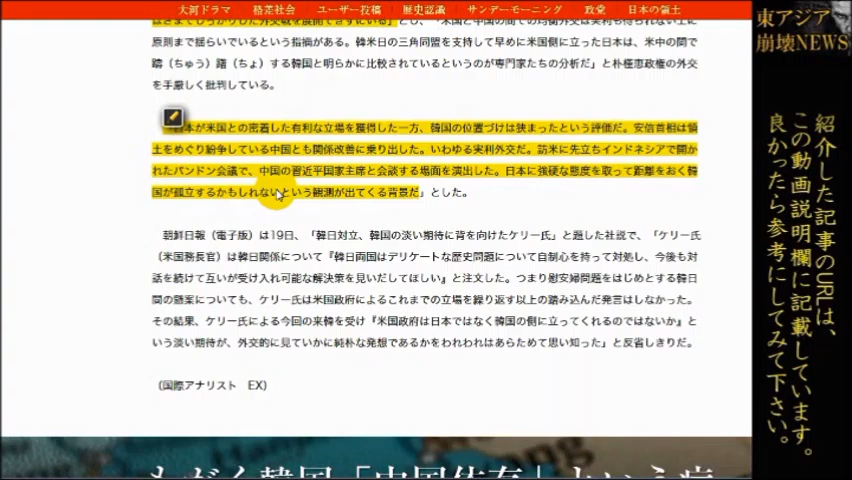 大河ドラマ 格差社会 ユーザー投稿 歴史認識 サンデーモーニング 政党 日本の領土
原則まで揺らいでいるという指摘がある。韓米日の三角同盟を支持して早めに米国側に立った日本は、米中の間で
躊（ちゅう）躇（ちょ）する韓国と明らかに比較されているというのが専門家たちの分析だ」と朴槿恵政権の外交
を手厳しく批判している。
本が米国との密着した有利な立場を獲得した一方、韓国の位置づけは狭まったという評価だ。安倍首相は領
土をめぐり紛争している中国とも関係改善に乗り出した。いわゆる実利外交だ。訪米に先立ちインドネシアで開か
れたバンドン会議で、中国の習近平国家主席と会談する場面を演出した。日本に強硬な態度を取って距離をおく韓
国が孤立するかもしれないという観測が出てくる背景だ」とした。
朝鮮日報（電子版）は19日、「韓日対立、韓国の淡い期待に背を向けたケリー氏」と題した社説で、「ケリー氏
（米国務長官）は韓日関係について『韓日両国はデリケートな歴史問題について自制心を持って対処し、今後も対
話を続けて互いが受け入れ可能な解決策を見いだしてほしい』と注文した。つまり慰安婦問題をはじめとする韓日
間の懸案についても、ケリー氏は米国政府によるこれまでの立場を繰り返す以上の踏み込んだ発言はしなかった。
その結果、ケリー氏による今回の来韓を受け『米国政府は日本ではなく韓国の側に立ってくれるのではないか』と
いう淡い期待が、外交的に見ていかに純朴な発想であるかをわれわれはあらためて思い知った」と反省しきりだ。
（国際アナリスト EX）
東アジア
崩壊NEWS
紹介した記事のURLは、
この動画説明欄に記載しています。
良かったら参考にしてみて下さい。